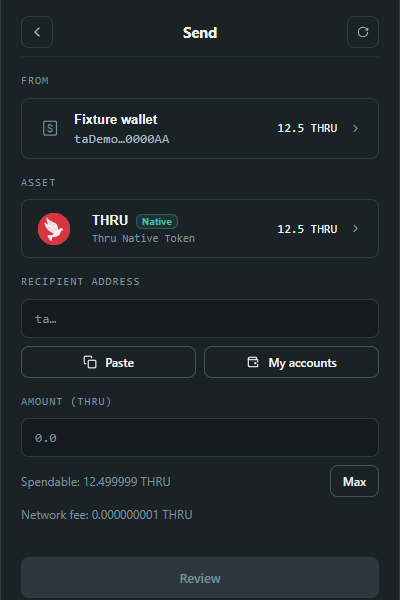 Send
FROM
S
Fixture wallet
taDemo…0000AA
12.5 THRU
ASSET
THRU Native
Thru Native Token
12.5 THRU
RECIPIENT ADDRESS
ta…
Paste
My accounts
AMOUNT (THRU)
0.0
Spendable: 12.499999 THRU
Max
Network fee: 0.000000001 THRU
Review